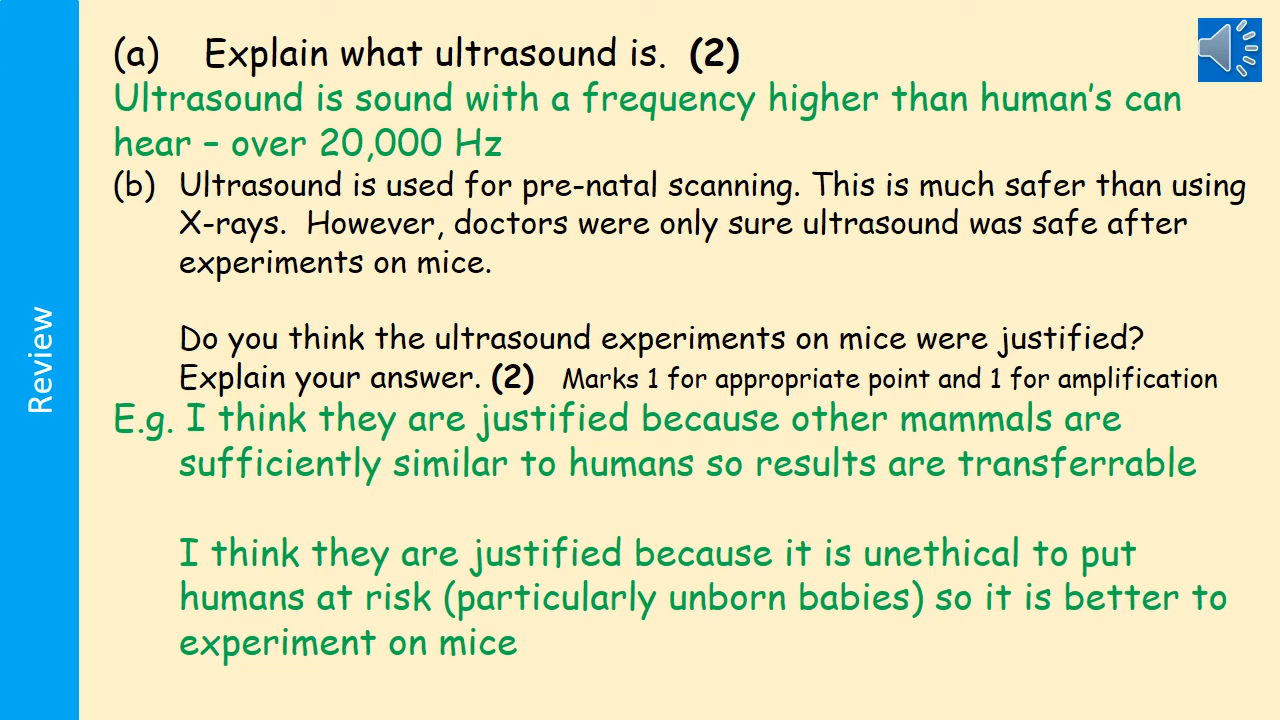 (a) Explain what ultrasound is. (2)
Ultrasound is sound with a frequency higher than human's can
hear – over 20,000 Hz
(b) Ultrasound is used for pre-natal scanning. This is much safer than using
X-rays. However, doctors were only sure ultrasound was safe after
experiments on mice.
Do you think the ultrasound experiments on mice were justified?
Explain your answer. (2) Marks 1 for appropriate point and 1 for amplification
E.g. I think they are justified because other mammals are
sufficiently similar to humans so results are transferrable
I think they are justified because it is unethical to put
humans at risk (particularly unborn babies) so it is better to
experiment on mice
Review